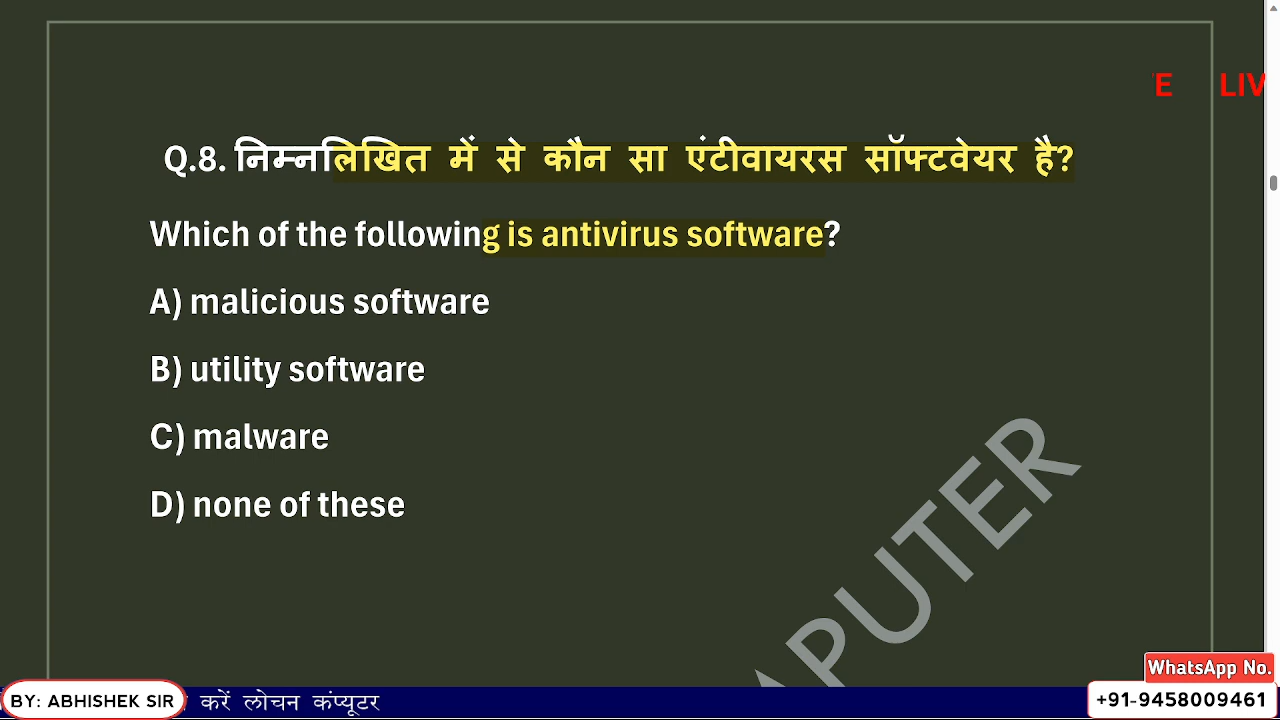 LIV
Q.8. निम्नलिखित में से कौन सा एंटीवायरस सॉफ्टवेयर है?
Which of the following is antivirus software?
A) malicious software
B) utility software
C) malware
D) none of these
PUTER
WhatsApp No.
BY: ABHISHEK SIR
करें लोचन कंप्यूटर
+91-9458009461